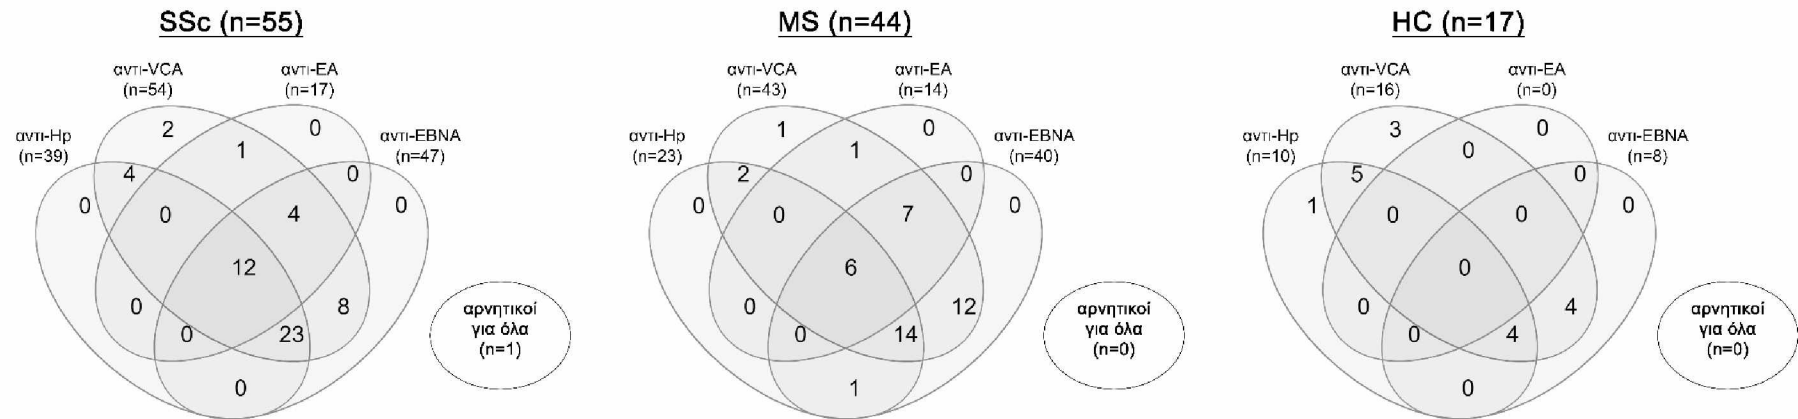 SSc (n=55)
αντι-VCA
(n=54)
αντι-EA
(n=17)
αντι-Hp
(n=39)
αντι-EBNA
(n=47)
2
0
1
4
0
0
0
4
0
12
0
8
0
23
0
αρνητικοί
για όλα
(n=1)
MS (n=44)
αντι-VCA
(n=43)
αντι-EA
(n=14)
αντι-Hp
(n=23)
αντι-EBNA
(n=40)
1
0
1
2
0
0
0
7
0
6
0
12
0
14
1
αρνητικοί
για όλα
(n=0)
HC (n=17)
αντι-VCA
(n=16)
αντι-EA
(n=0)
αντι-Hp
(n=10)
αντι-EBNA
(n=8)
3
0
0
5
0
1
0
0
0
0
0
4
0
4
0
αρνητικοί
για όλα
(n=0)